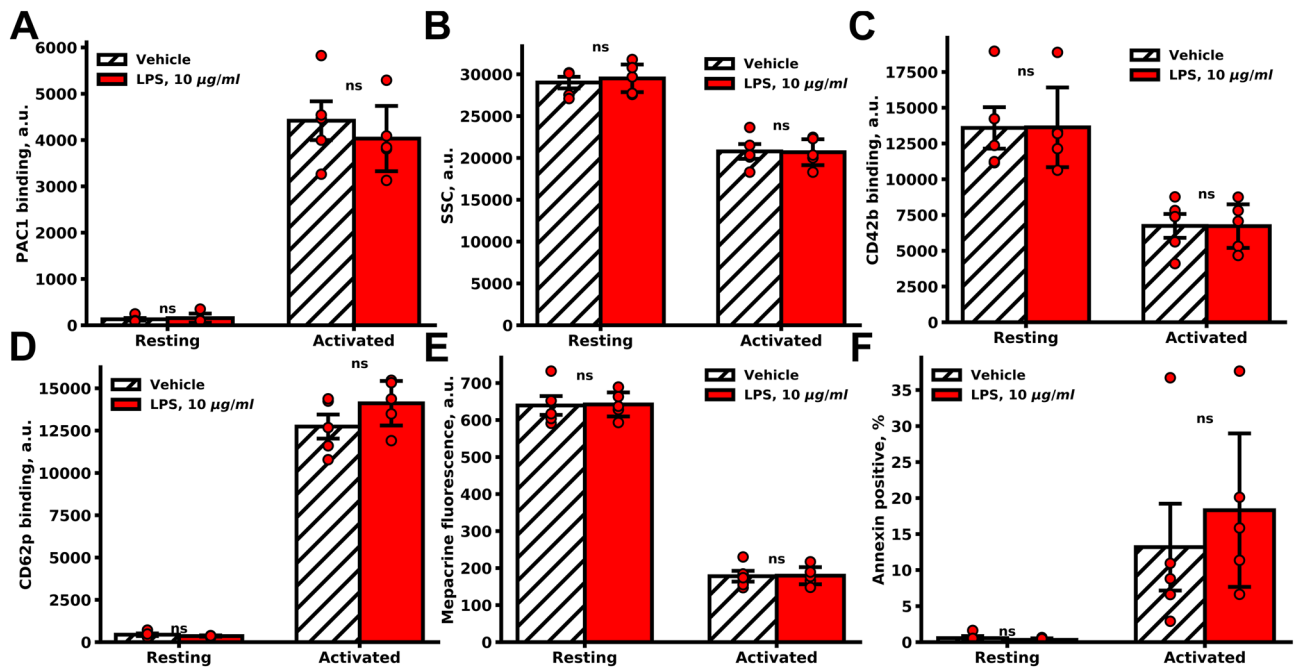 A
PAC1 binding, a.u.
6000
5000
4000
3000
2000
1000
0
Vehicle
LPS, 10 μg/ml
ns
ns
Resting
Activated
B
SSC, a.u.
30000
25000
20000
15000
10000
5000
0
ns
Vehicle
LPS, 10 μg/ml
ns
Resting
Activated
C
CD42b binding, a.u.
17500
15000
12500
10000
7500
5000
2500
0
ns
Vehicle
LPS, 10 μg/ml
ns
Resting
Activated
D
CD62p binding, a.u.
15000
12500
10000
7500
5000
2500
0
Vehicle
LPS, 10 μg/ml
ns
ns
Resting
Activated
E
Mepacrine fluorescence, a.u.
700
600
500
400
300
200
100
0
ns
Vehicle
LPS, 10 μg/ml
ns
Resting
Activated
F
Annexin positive, %
35
30
25
20
15
10
5
0
Vehicle
LPS, 10 μg/ml
ns
ns
Resting
Activated